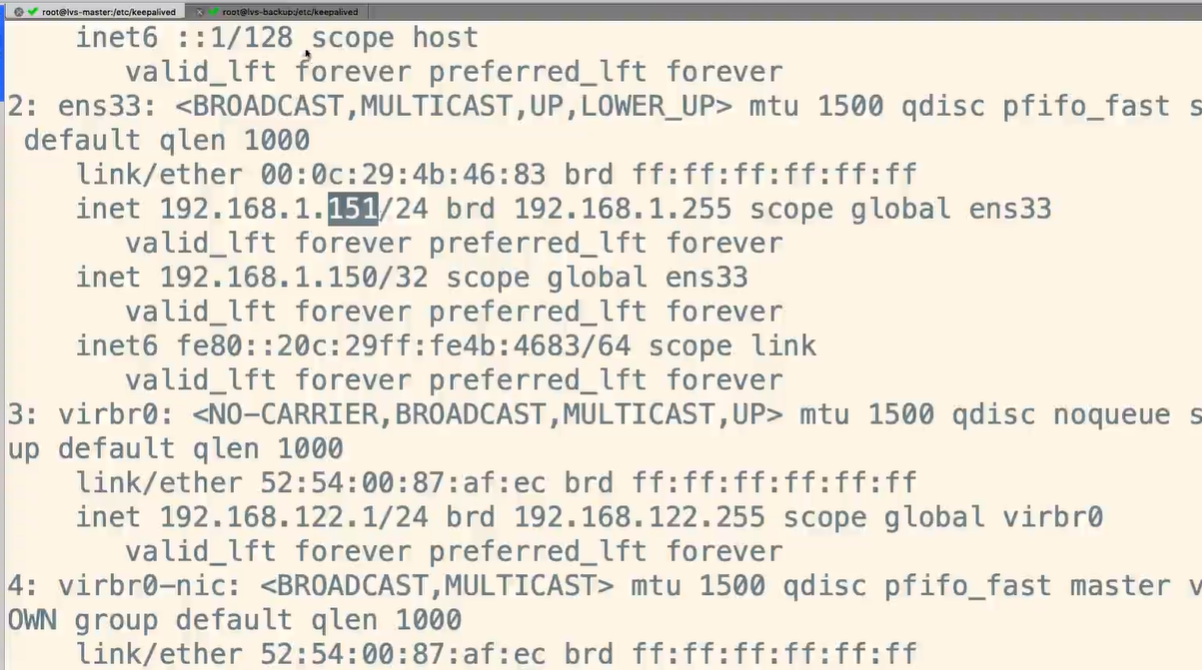 root@lvs-master:/etc/keepalived root@lvs-backup:/etc/keepalived
inet6 ::1/128 scope host
valid_lft forever preferred_lft forever
2: ens33: <BROADCAST,MULTICAST,UP,LOWER_UP> mtu 1500 qdisc pfifo_fast s
default qlen 1000
link/ether 00:0c:29:4b:46:83 brd ff:ff:ff:ff:ff:ff
inet 192.168.1.151/24 brd 192.168.1.255 scope global ens33
valid_lft forever preferred_lft forever
inet 192.168.1.150/32 scope global ens33
valid_lft forever preferred_lft forever
inet6 fe80::20c:29ff:fe4b:4683/64 scope link
valid_lft forever preferred_lft forever
3: virbr0: <NO-CARRIER,BROADCAST,MULTICAST,UP> mtu 1500 qdisc noqueue s
up default qlen 1000
link/ether 52:54:00:87:af:ec brd ff:ff:ff:ff:ff:ff
inet 192.168.122.1/24 brd 192.168.122.255 scope global virbr0
valid_lft forever preferred_lft forever
4: virbr0-nic: <BROADCAST,MULTICAST> mtu 1500 qdisc pfifo_fast master v
OWN group default qlen 1000
link/ether 52:54:00:87:af:ec brd ff:ff:ff:ff:ff:ff